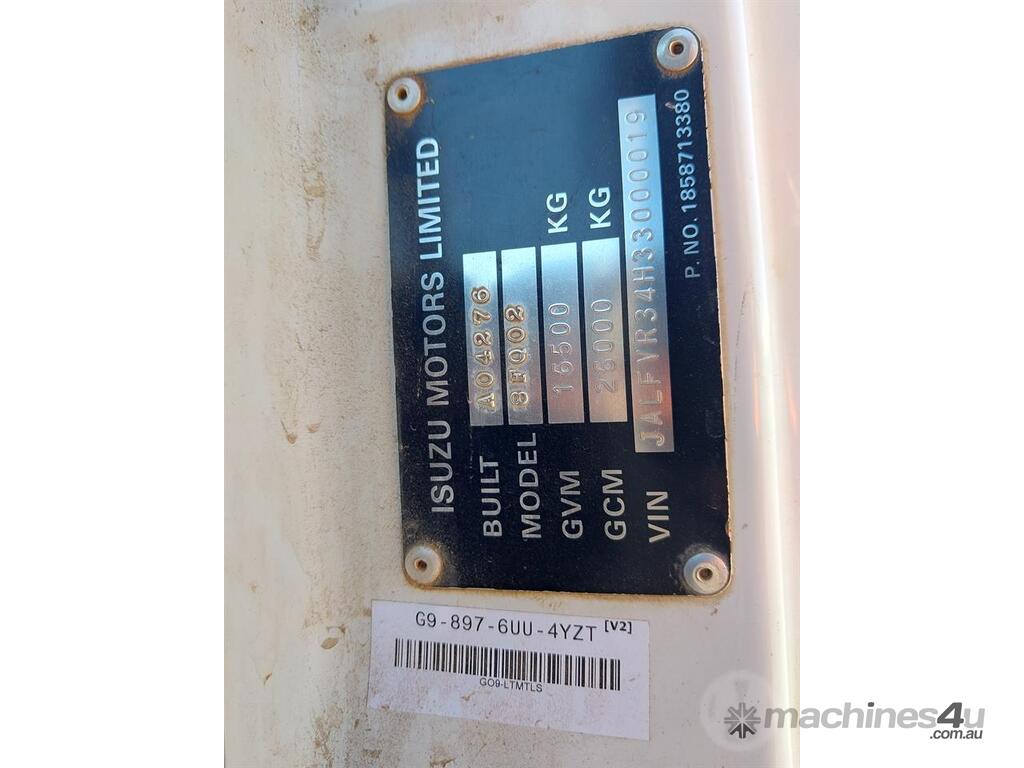 ISUZU MOTORS LIMITED
BUILT A04276
MODEL 8FQ02
GVM 16500 KG
GCM 26000 KG
VIN JALFVR34H33000019
P. NO. 1858713380
G9-897-6UU-4YZT [V2]
GO9-LTMTLS
machines4u
.com.au